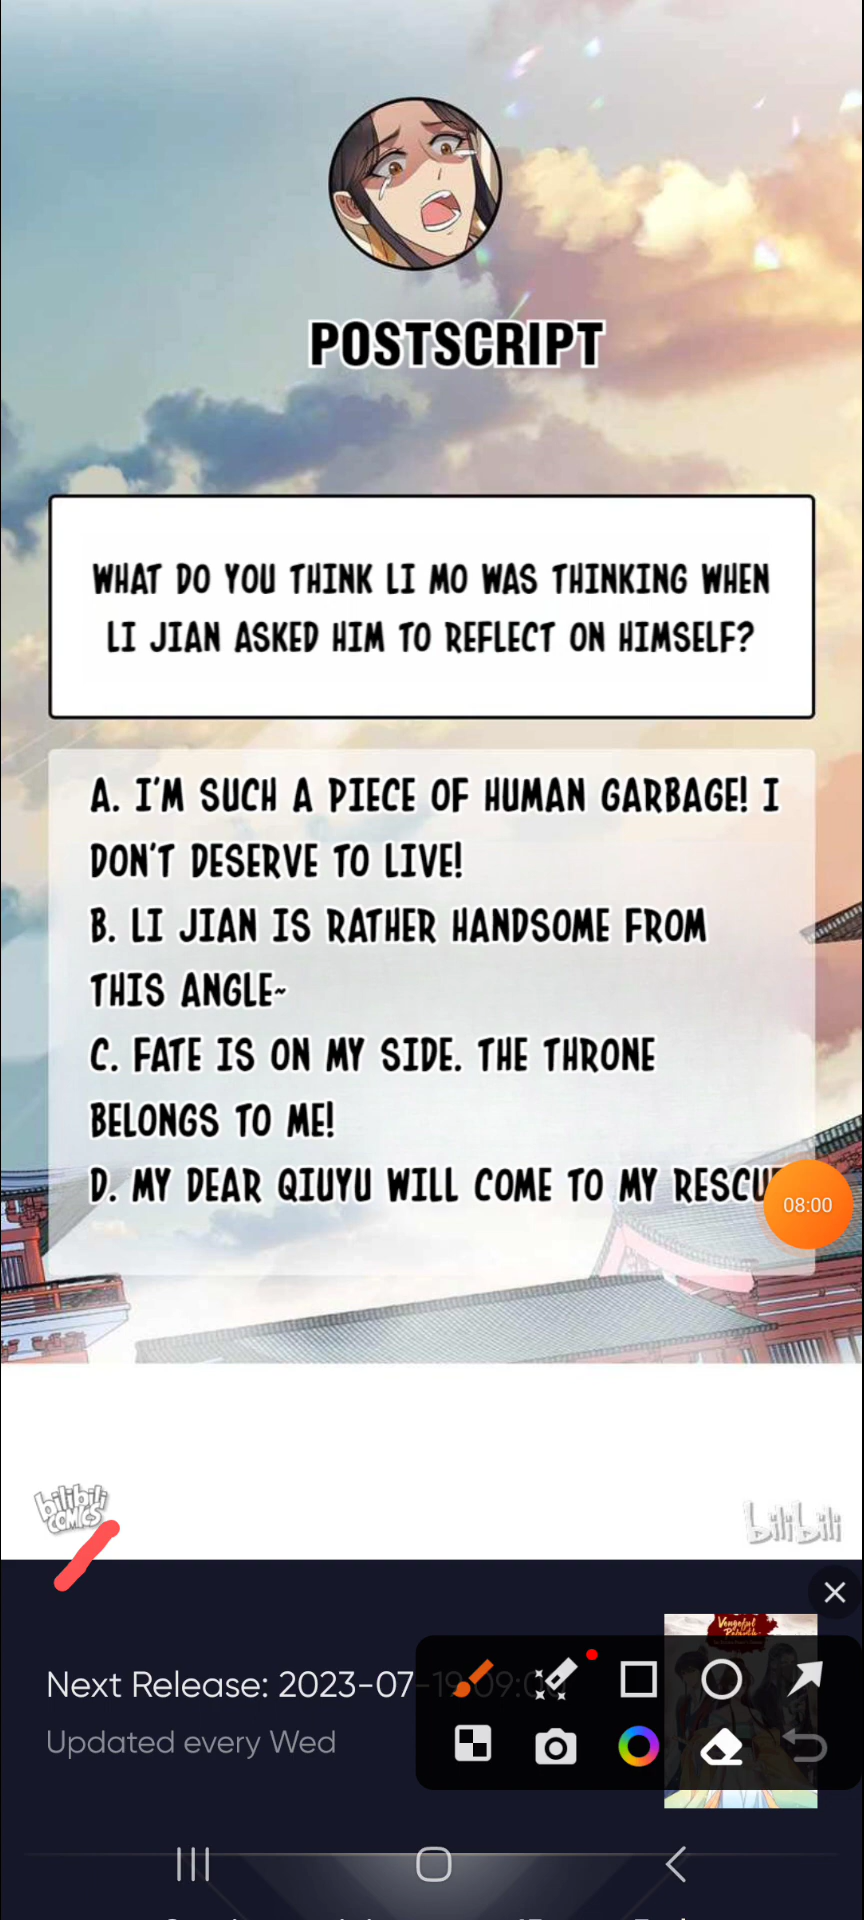 POSTSCRIPT
WHAT DO YOU THINK LI MO WAS THINKING WHEN
LI JIAN ASKED HIM TO REFLECT ON HIMSELF?
A. I'M SUCH A PIECE OF HUMAN GARBAGE! I
DON'T DESERVE TO LIVE!
B. LI JIAN IS RATHER HANDSOME FROM
THIS ANGLE~
C. FATE IS ON MY SIDE. THE THRONE
BELONGS TO ME!
D. MY DEAR QIUYU WILL COME TO MY
08:00
bilibili
COMICS
bilibili
Vengeful
Next Release: 2023-07-19 09:
Updated every Wed